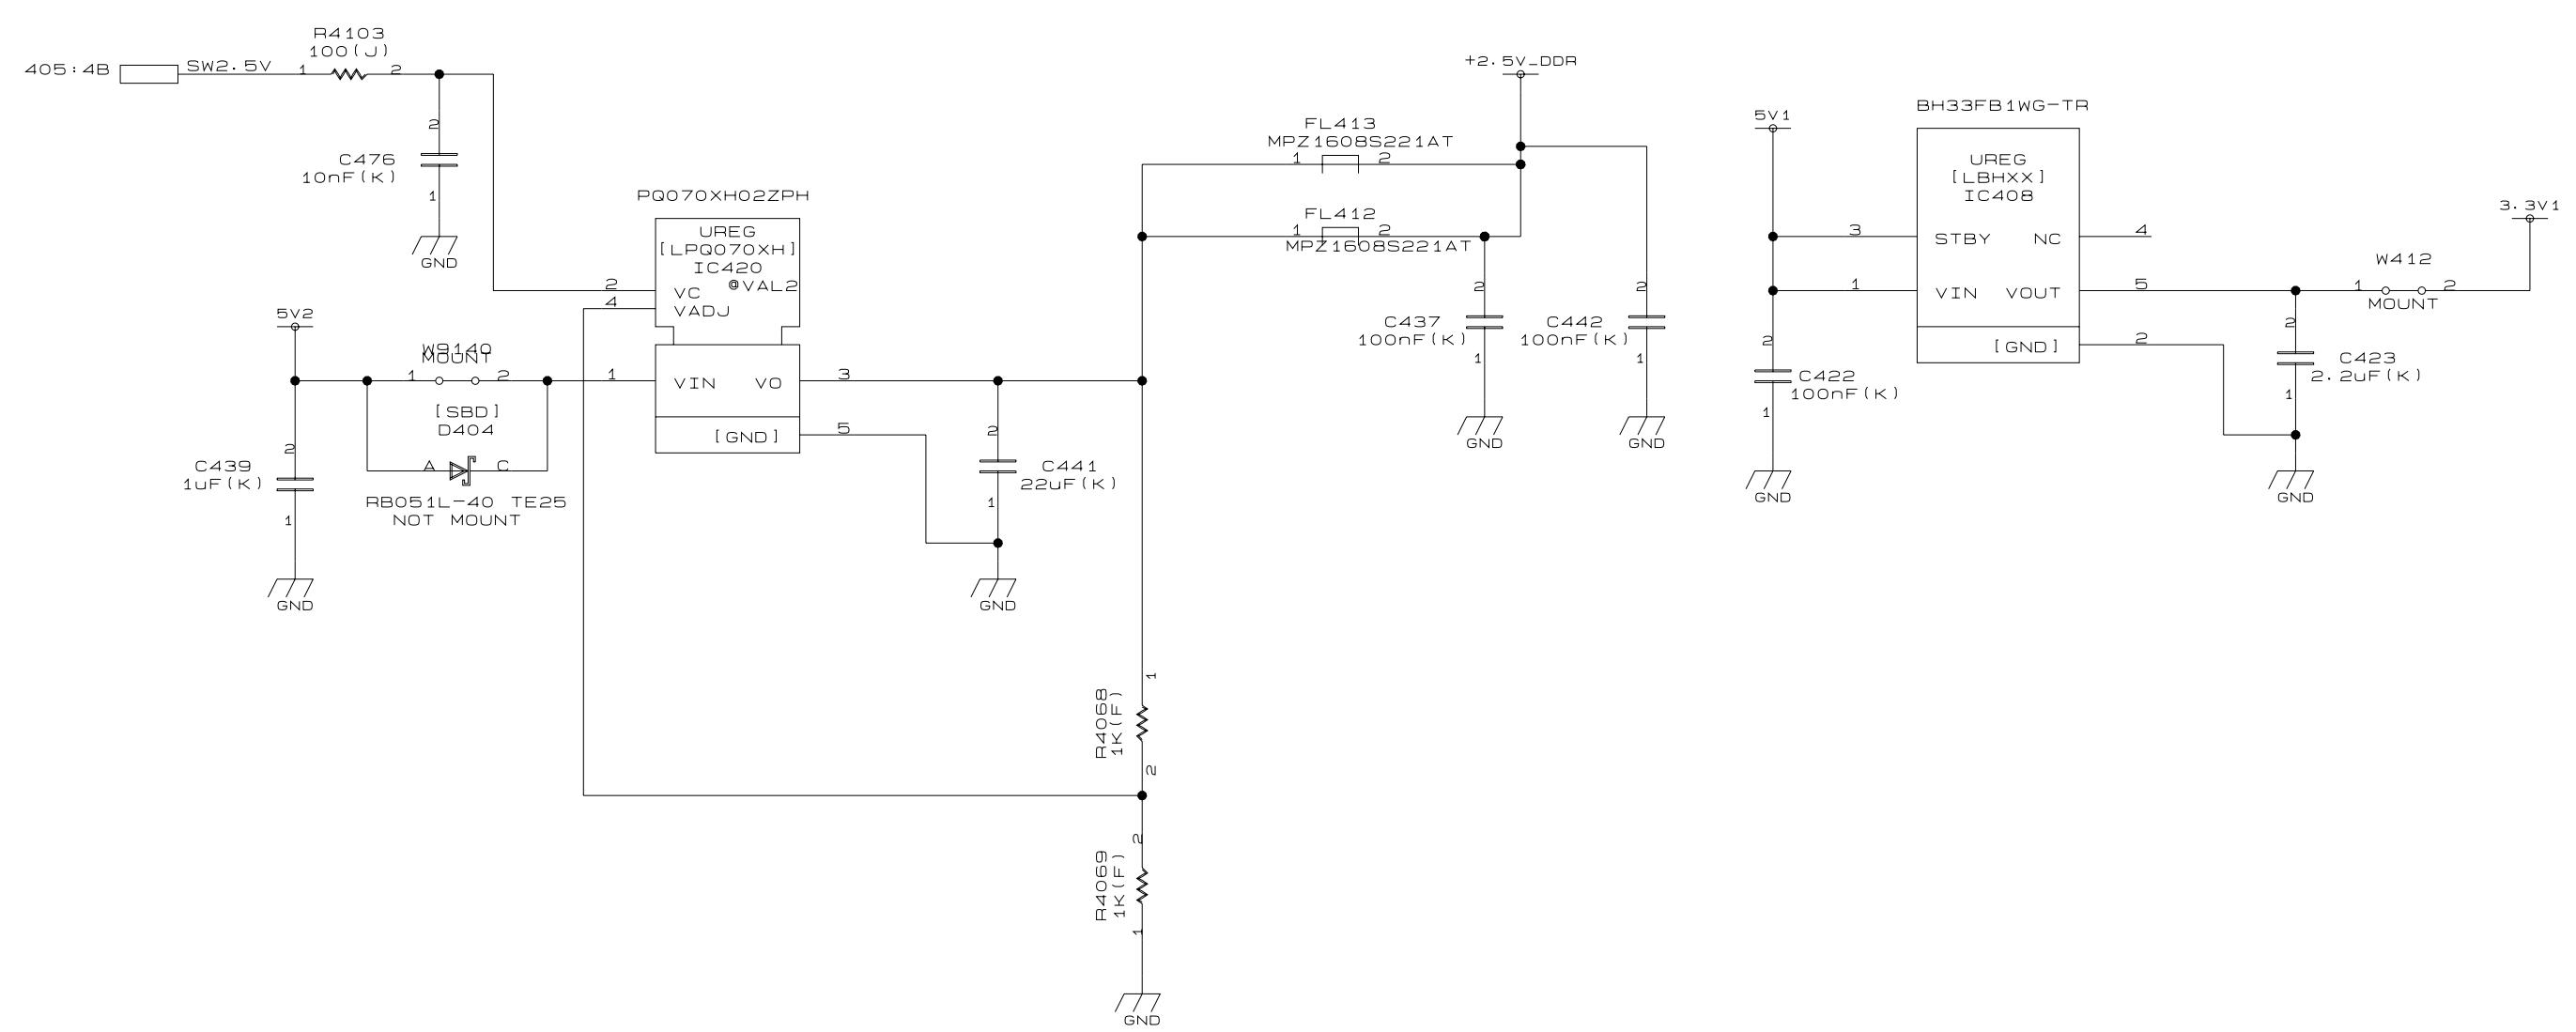 405:4B
SW2.5V
R4103
100(J)
1
2
2
C476
10nF(K)
1
GND
5V2
W9140
MOUNT
1
2
[SBD]
D404
A
C
RB051L-40 TE25
NOT MOUNT
2
C439
1uF(K)
1
GND
PQ070XH02ZPH
UREG
[LPQ070XH]
IC420
@VAL2
2
VC
4
VADJ
1
VIN
VO
3
[GND]
5
2
C441
22uF(K)
1
GND
1
R4068
1K(F)
2
2
R4069
1K(F)
1
GND
+2.5V_DDR
FL413
MPZ1608S221AT
1
2
FL412
1
2
MPZ1608S221AT
2
C437
100nF(K)
1
GND
2
C442
100nF(K)
1
GND
5V1
BH33FB1WG-TR
UREG
[LBHXX]
IC408
3
STBY
NC
4
1
VIN
VOUT
5
[GND]
2
2
C422
100nF(K)
1
GND
2
C423
2.2uF(K)
1
GND
W412
1
2
MOUNT
3.3V1